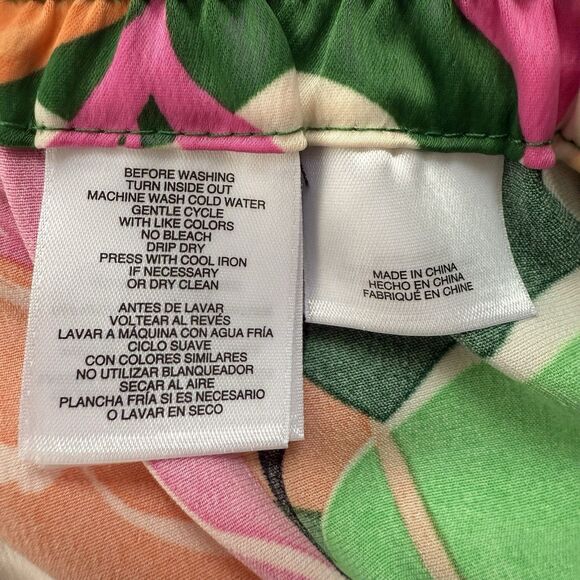 BEFORE WASHING
TURN INSIDE OUT
MACHINE WASH COLD WATER
GENTLE CYCLE
WITH LIKE COLORS
NO BLEACH
DRIP DRY
PRESS WITH COOL IRON
IF NECESSARY
OR DRY CLEAN
ANTES DE LAVAR
VOLTEAR AL REVÉS
LAVAR A MÁQUINA CON AGUA FRÍA
CICLO SUAVE
CON COLORES SIMILARES
NO UTILIZAR BLANQUEADOR
SECAR AL AIRE
PLANCHA FRÍA SI ES NECESARIO
O LAVAR EN SECO
MADE IN CHINA
HECHO EN CHINA
FABRIQUÉ EN CHINE